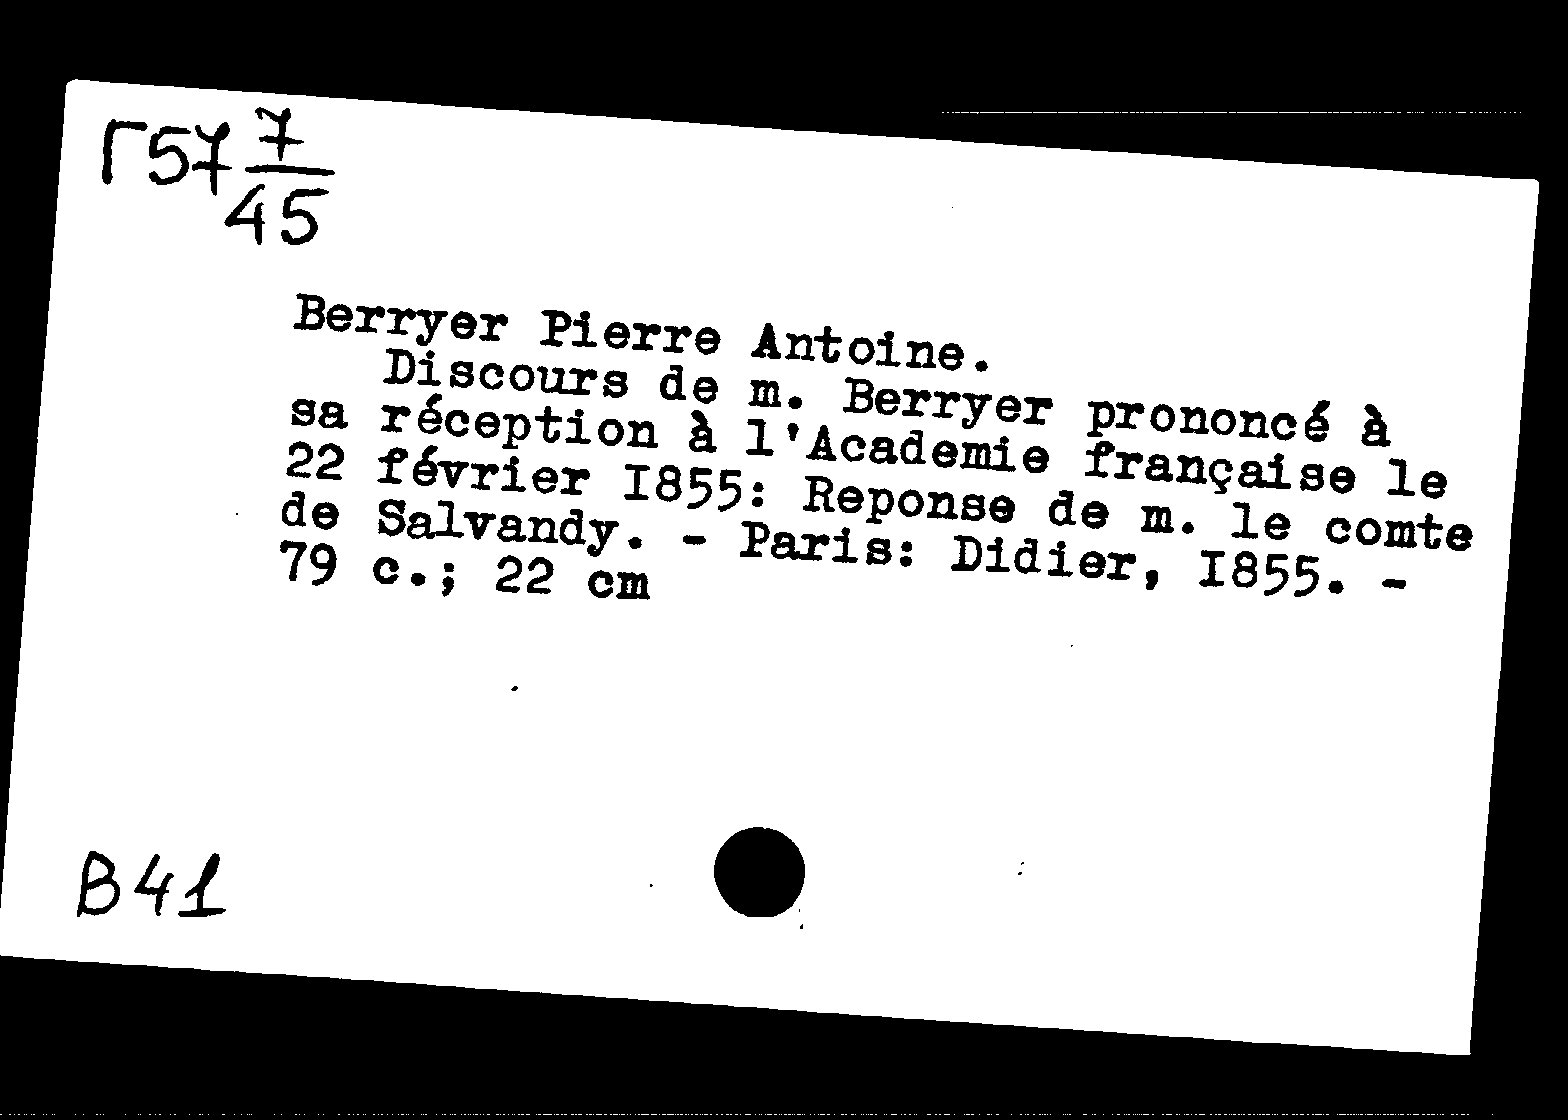 Г57 7/45
Berryer Pierre Antoine.
Discours de m. Berryer prononcé à
sa réception à l'Academie française le
22 février I855: Reponse de m. le comte
de Salvandy. - Paris: Didier, I855. -
79 c.; 22 cm
B41